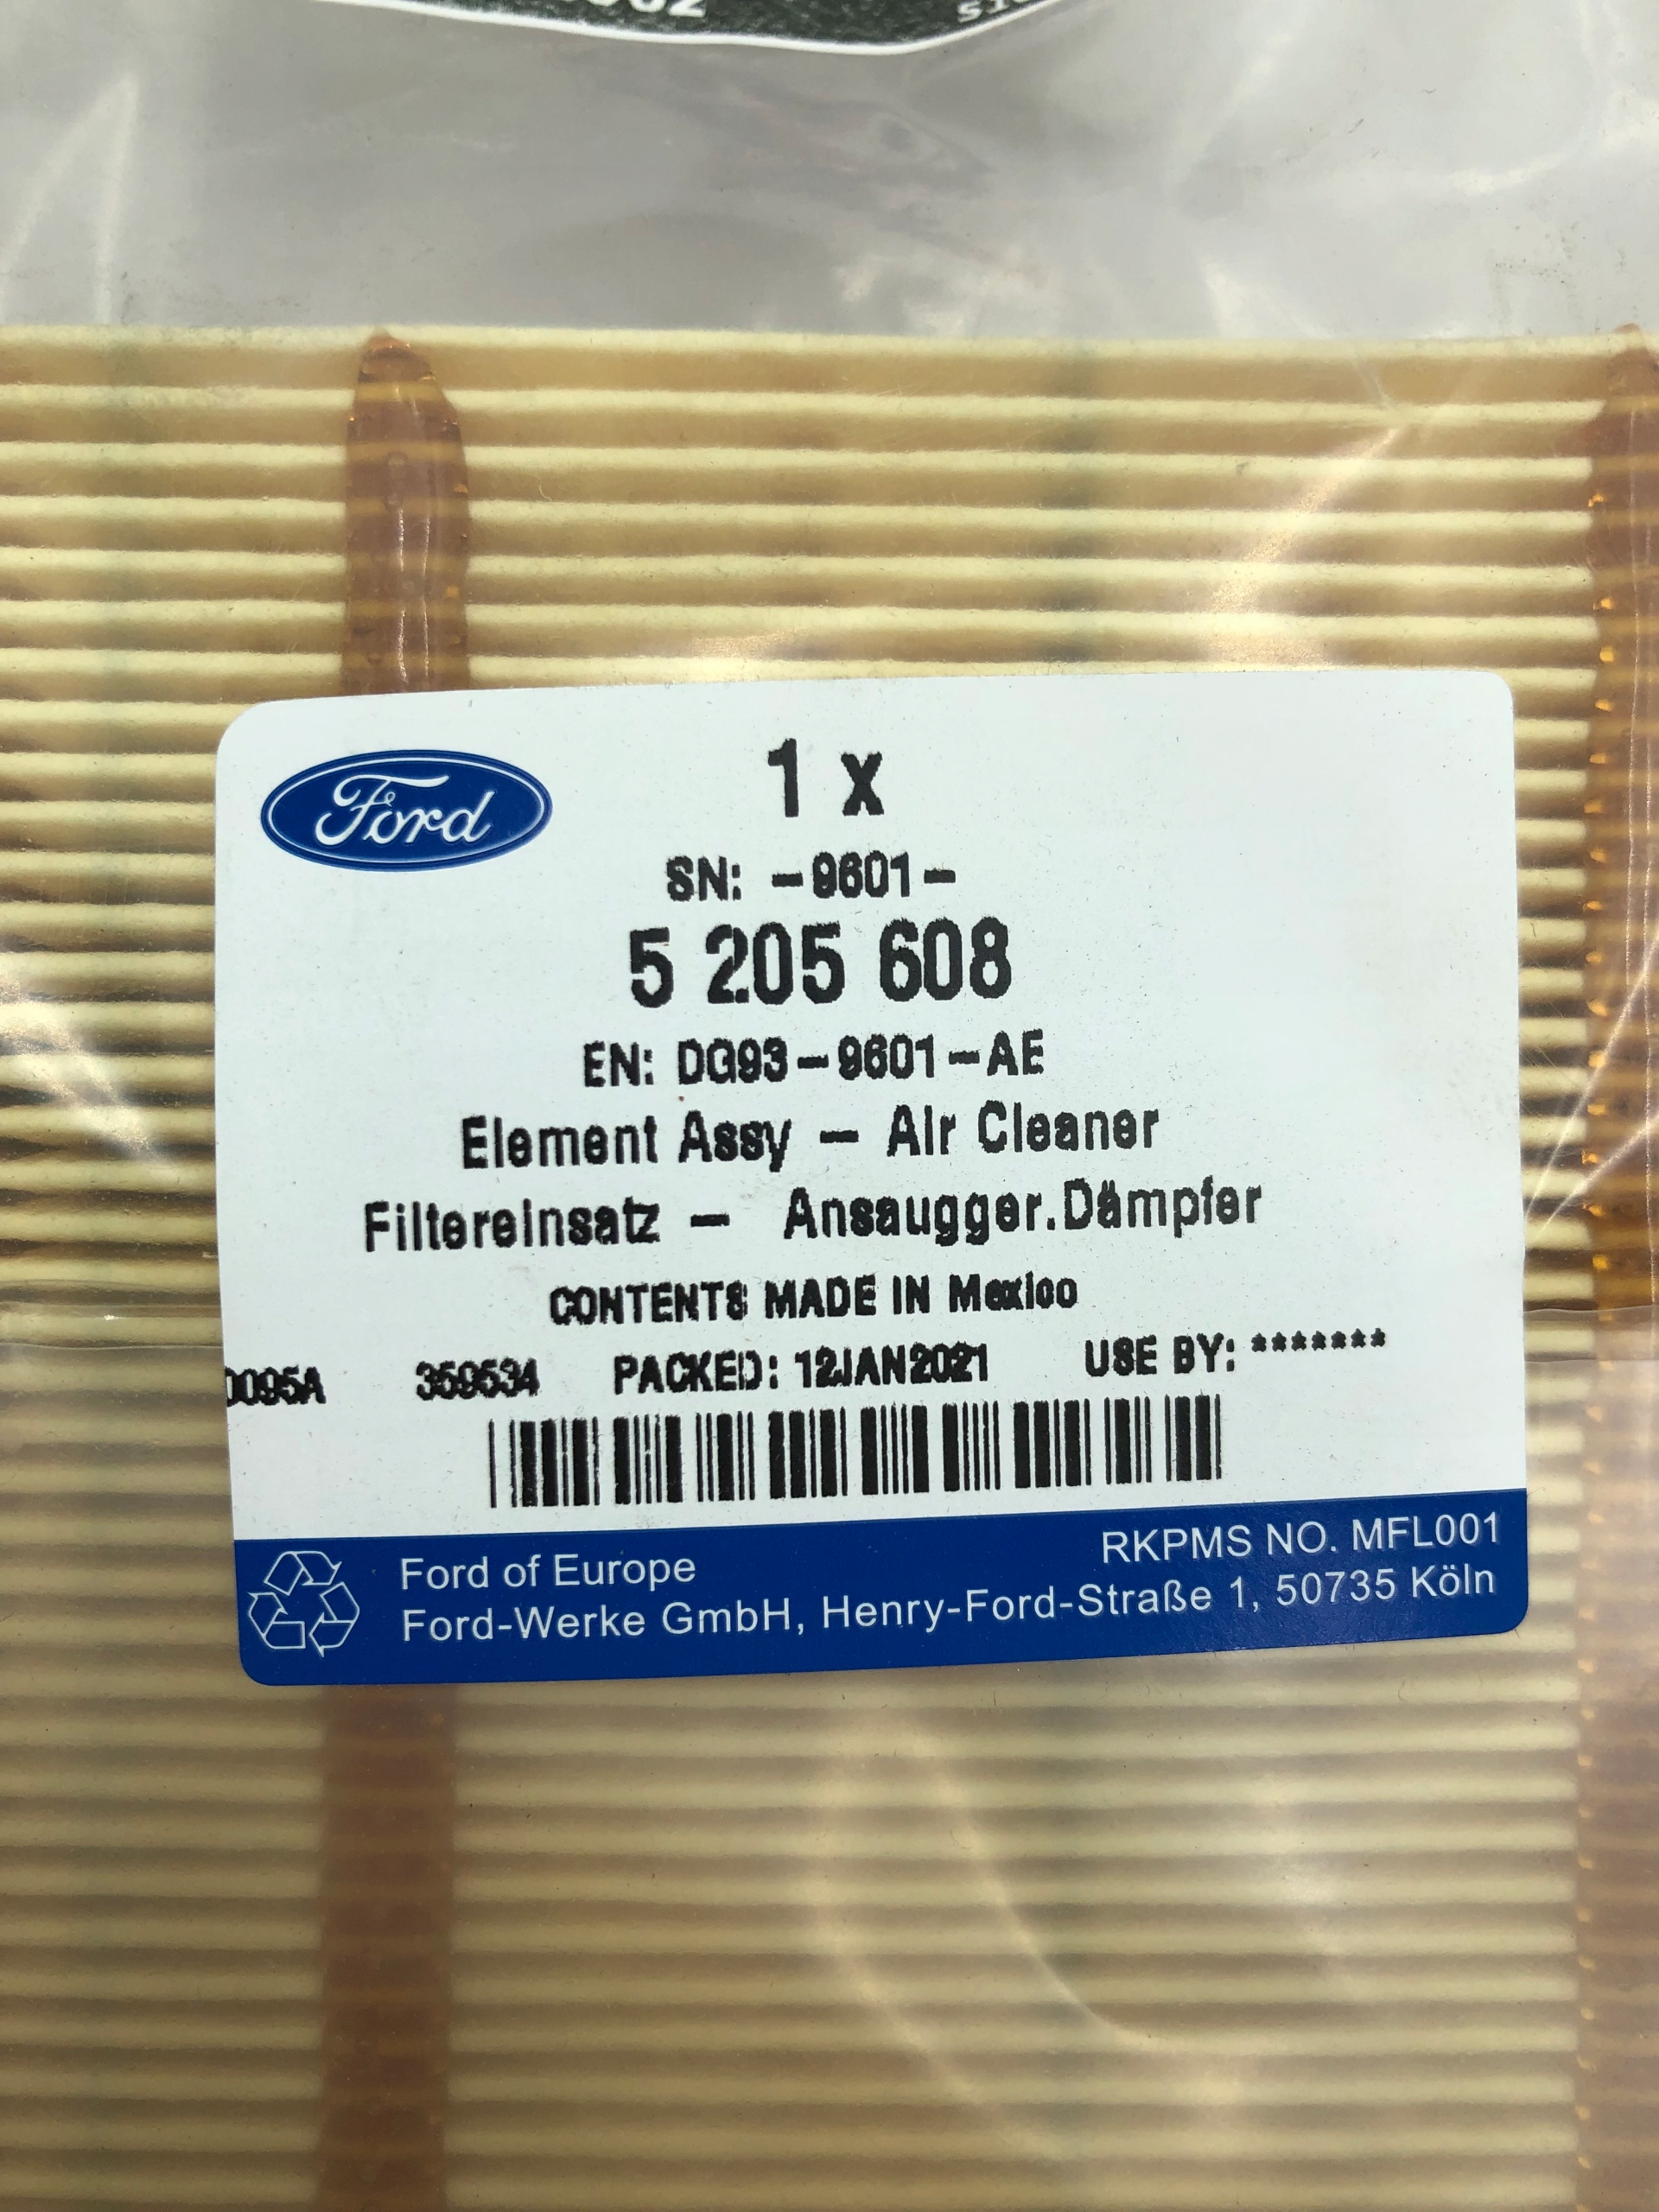 Ford
1 x
SN: -9601-
5 205 608
EN: DG93-9601-AE
Element Assy - Air Cleaner
Filtereinsatz - Ansaugger.Dämpfer
CONTENTS MADE IN Mexico
0095A 359534 PACKED: 12JAN2021 USE BY: *******
RKPMS NO. MFL001
Ford of Europe
Ford-Werke GmbH, Henry-Ford-Straße 1, 50735 Köln